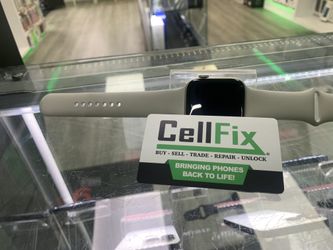 CellFix
BUY - SELL - TRADE - REPAIR - UNLOCK
BRINGING PHONES
BACK TO LIFE!